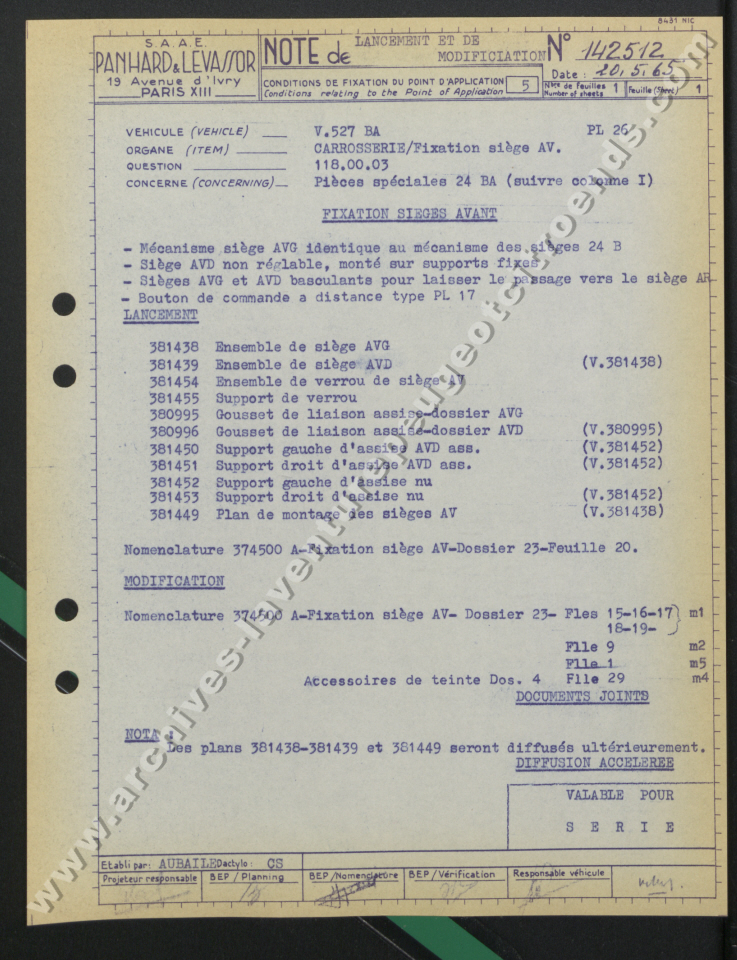 8431 NIC
S.A.A.E.
PANHARD & LEVASSOR
19 Avenue d'Ivry
PARIS XIII
NOTE de LANCEMENT ET DE
MODIFICIATION
N° 142512
Date: 20.5.65
CONDITIONS DE FIXATION DU POINT D'APPLICATION 5
Conditions relating to the Point of Application
Nbre de feuilles 1
Number of sheets
Feuille (Sheet) 1
VEHICULE (VEHICLE) V.527 BA PL 26
ORGANE (ITEM) CARROSSERIE/Fixation siège AV.
QUESTION 118.00.03
CONCERNE (CONCERNING) Pièces spéciales 24 BA (suivre colonne I)
FIXATION SIEGES AVANT
- Mécanisme siège AVG identique au mécanisme des sièges 24 B
- Siège AVD non réglable, monté sur supports fixes
- Sièges AVG et AVD basculants pour laisser le passage vers le siège AR
- Bouton de commande a distance type PL 17
LANCEMENT
381438 Ensemble de siège AVG
381439 Ensemble de siège AVD (V.381438)
381454 Ensemble de verrou de siège AV
381455 Support de verrou
380995 Gousset de liaison assise-dossier AVG
380996 Gousset de liaison assise-dossier AVD (V.380995)
381450 Support gauche d'assise AVD ass. (V.381452)
381451 Support droit d'assise AVD ass. (V.381452)
381452 Support gauche d'assise nu
381453 Support droit d'assise nu (V.381452)
381449 Plan de montage des sièges AV (V.381438)
Nomenclature 374500 A-Fixation siège AV-Dossier 23-Feuille 20.
MODIFICATION
Nomenclature 374500 A-Fixation siège AV- Dossier 23- Fles 15-16-17 } m1
18-19-
Flle 9 m2
Flle 1 m5
Accessoires de teinte Dos. 4 Flle 29 m4
DOCUMENTS JOINTS
NOTA :
Les plans 381438-381439 et 381449 seront diffusés ultérieurement.
DIFFUSION ACCELEREE
VALABLE POUR
S E R I E
Etabli par: AUBAILE Dactylo: CS
Projeteur responsable
BEP / Planning
BEP / Nomenclature
BEP / Vérification
Responsable véhicule
www.archives-laventurepeugeotcitroends.com